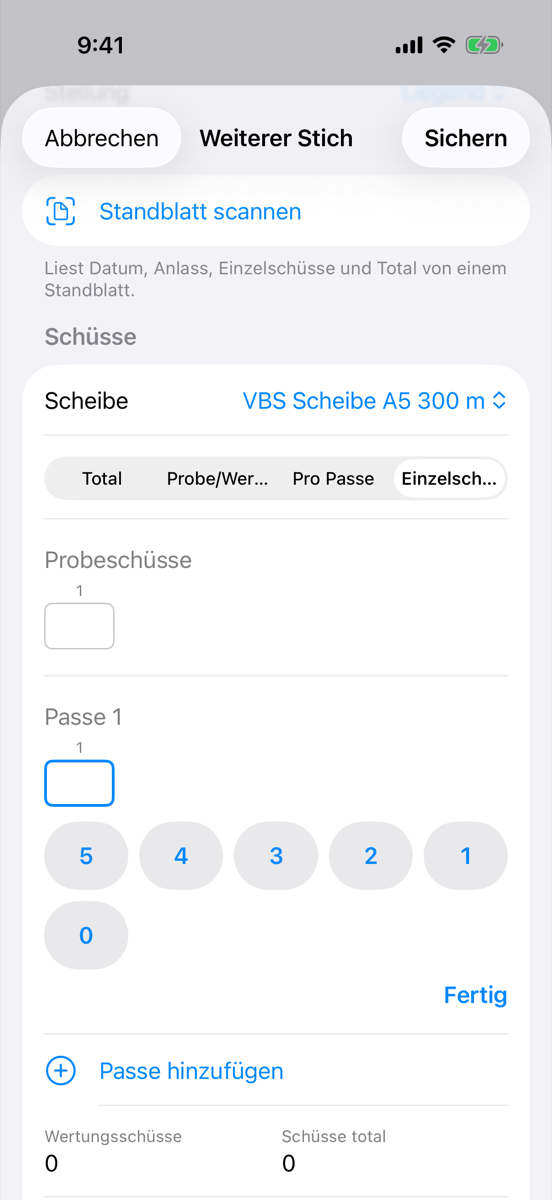 9:41
Stellung
Liegend
Abbrechen
Weiterer Stich
Sichern
Standblatt scannen
Liest Datum, Anlass, Einzelschüsse und Total von einem
Standblatt.
Schüsse
Scheibe
VBS Scheibe A5 300 m
Total
Probe/Wer...
Pro Passe
Einzelsch...
Probeschüsse
1
Passe 1
1
5
4
3
2
1
0
Fertig
Passe hinzufügen
Wertungsschüsse
Schüsse total
0
0